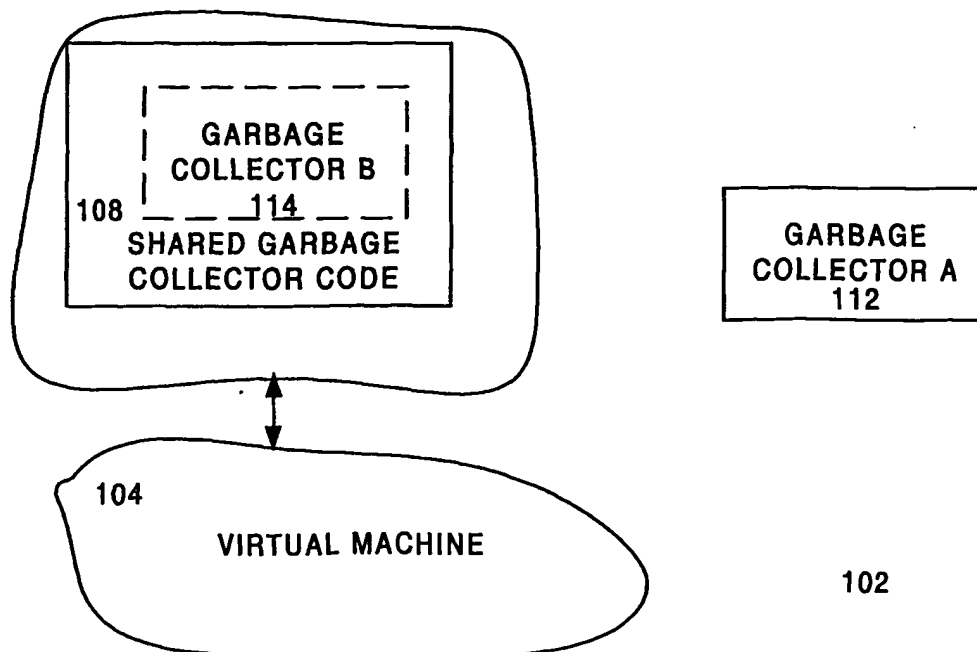 GARBAGE
COLLECTOR B
114
108
SHARED GARBAGE
COLLECTOR CODE
GARBAGE
COLLECTOR A
112
104
VIRTUAL MACHINE
102